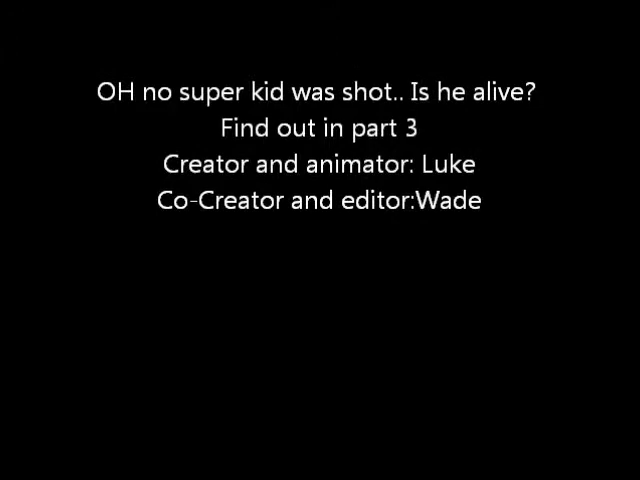 OH no super kid was shot.. Is he alive?
Find out in part 3
Creator and animator: Luke
Co-Creator and editor:Wade